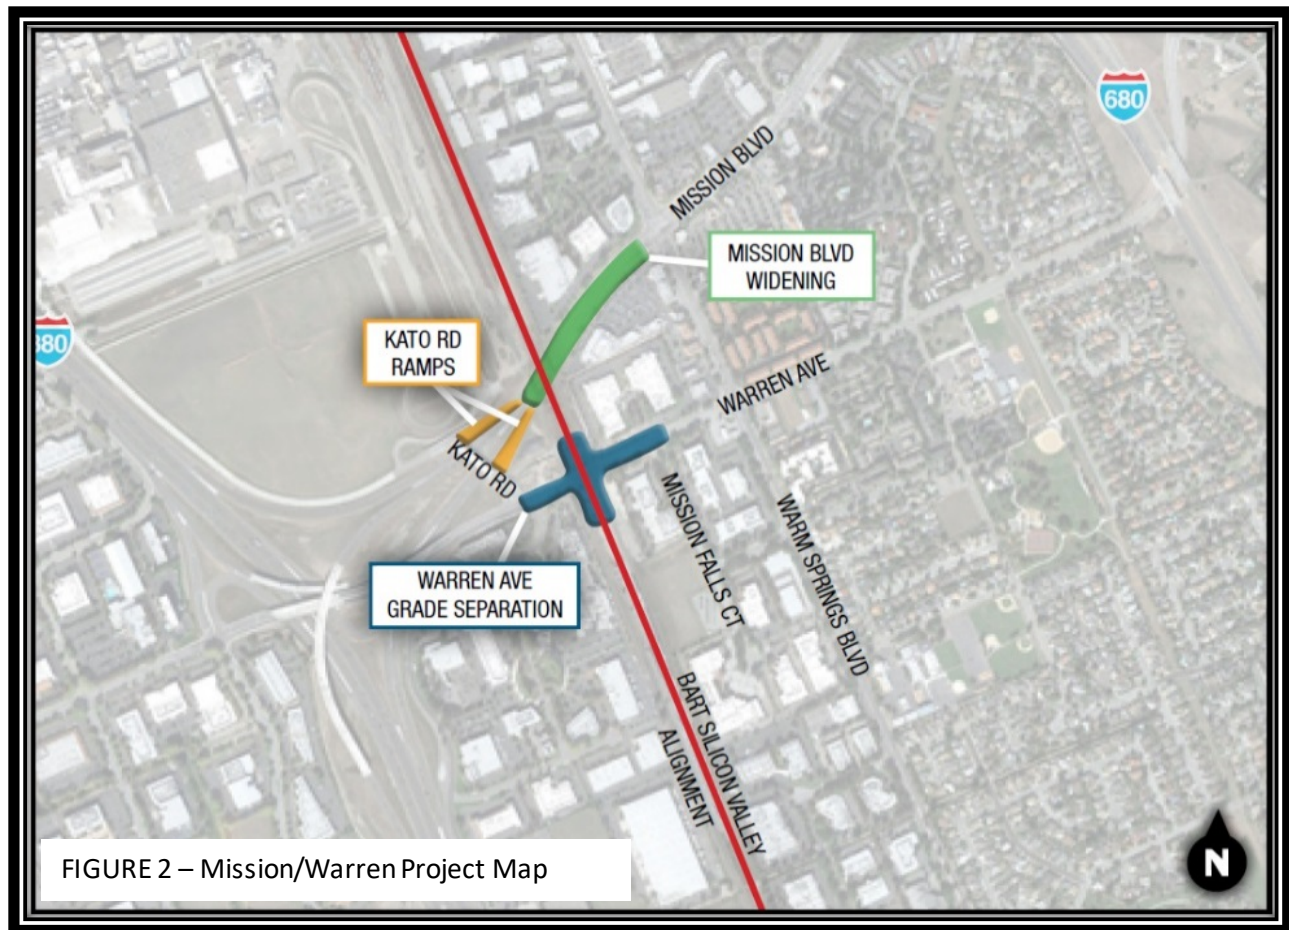 680
MISSION BLVD
MISSION BLVD
WIDENING
880
KATO RD
RAMPS
WARREN AVE
KATO RD
MISSION FALLS CT
WARM SPRINGS BLVD
WARREN AVE
GRADE SEPARATION
BART SILICON VALLEY
ALIGNMENT
FIGURE 2 – Mission/Warren Project Map
N